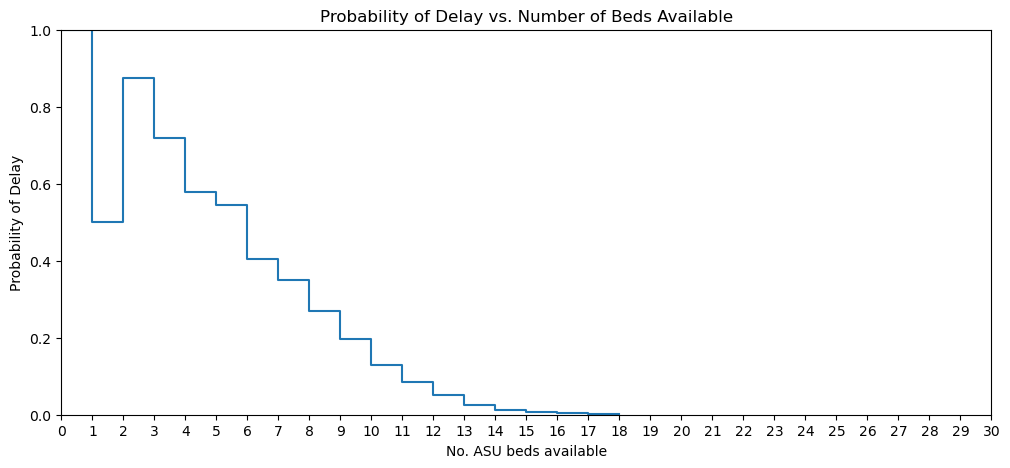 Probability of Delay vs. Number of Beds Available
1.0
0.8
0.6
0.4
0.2
0.0
Probability of Delay
0 1 2 3 4 5 6 7 8 9 10 11 12 13 14 15 16 17 18 19 20 21 22 23 24 25 26 27 28 29 30
No. ASU beds available